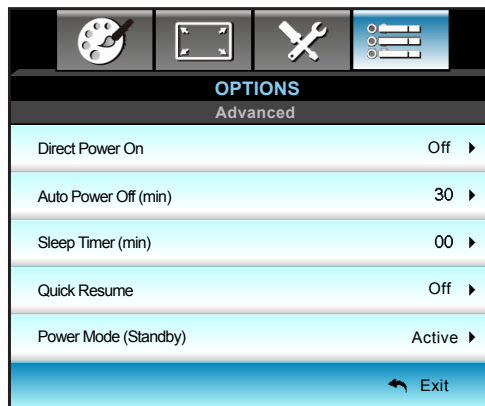 OPTIONS
Advanced
Direct Power On Off
Auto Power Off (min) 30
Sleep Timer (min) 00
Quick Resume Off
Power Mode (Standby) Active
Exit